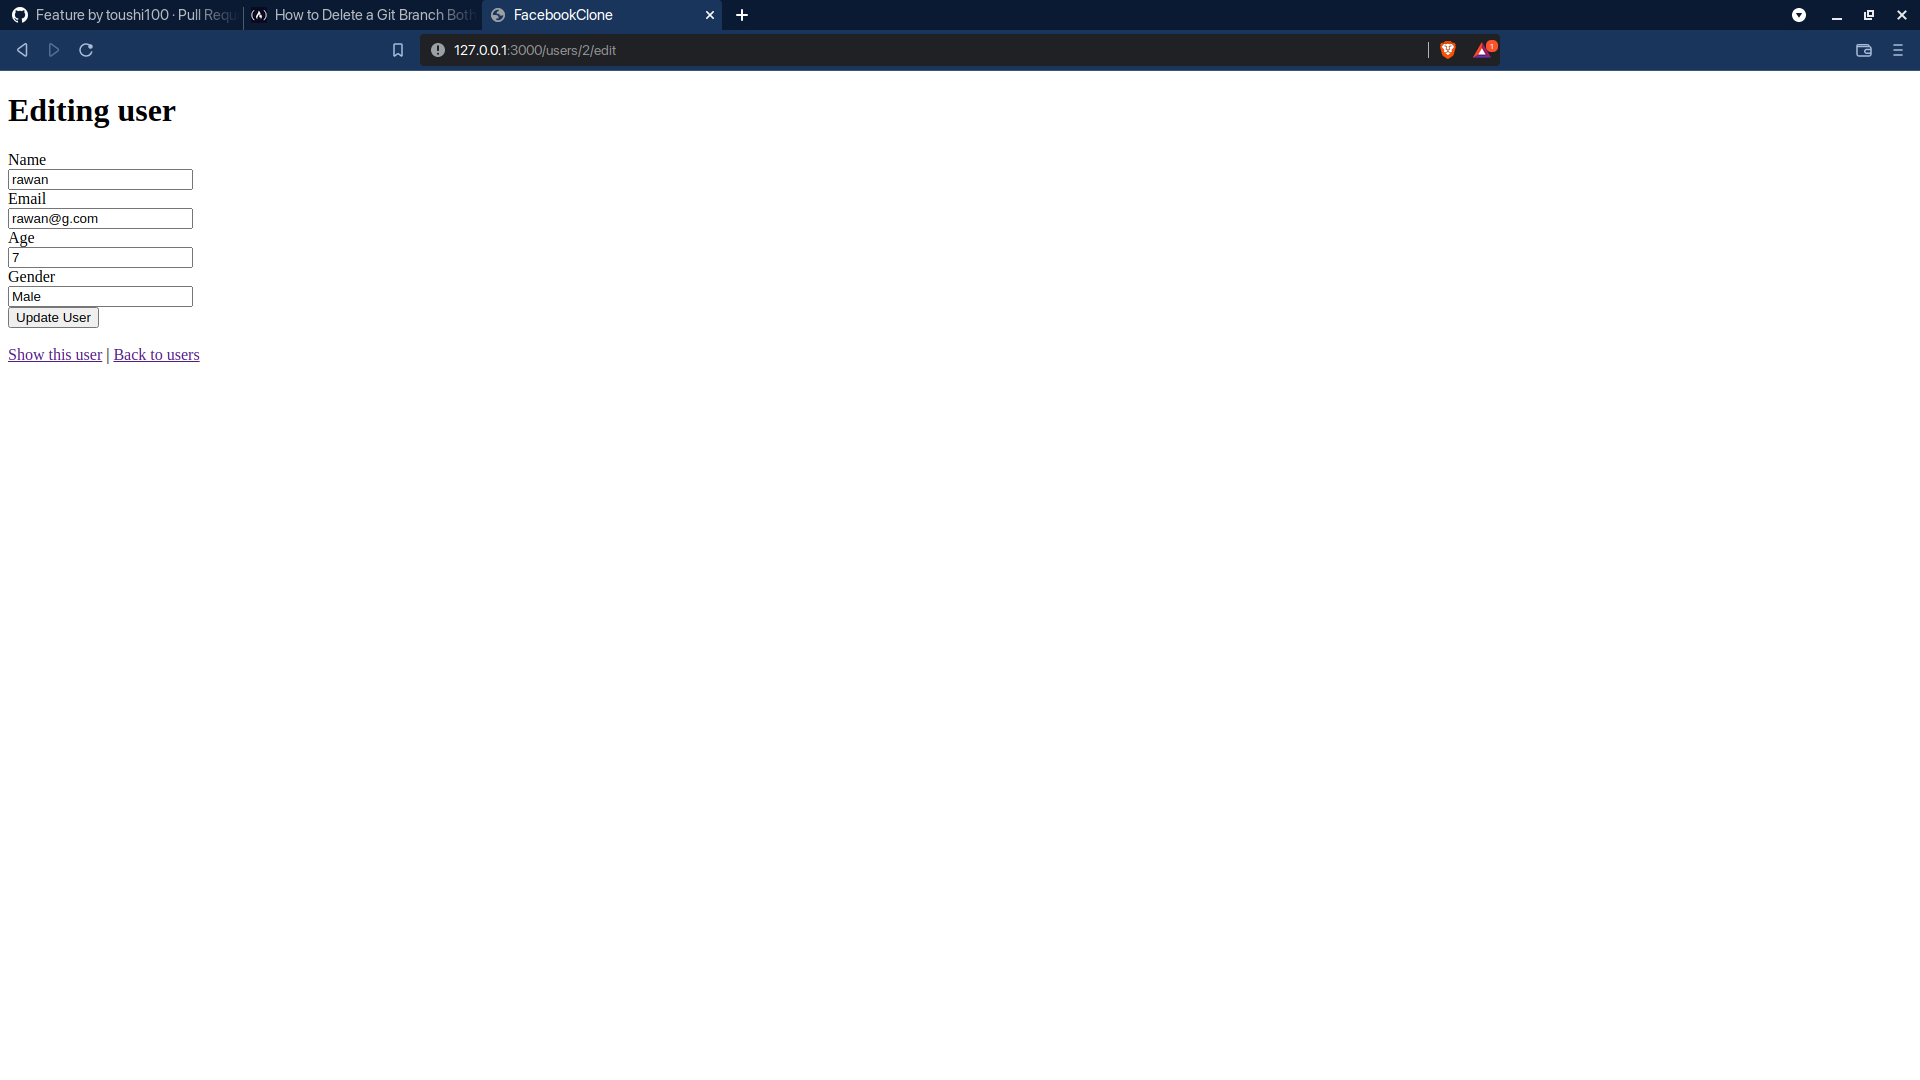 Feature by toushi100 · Pull Requ
How to Delete a Git Branch Both
FacebookClone
127.0.0.1:3000/users/2/edit
1
Editing user
Name
rawan
Email
rawan@g.com
Age
7
Gender
Male
Update User
Show this user | Back to users